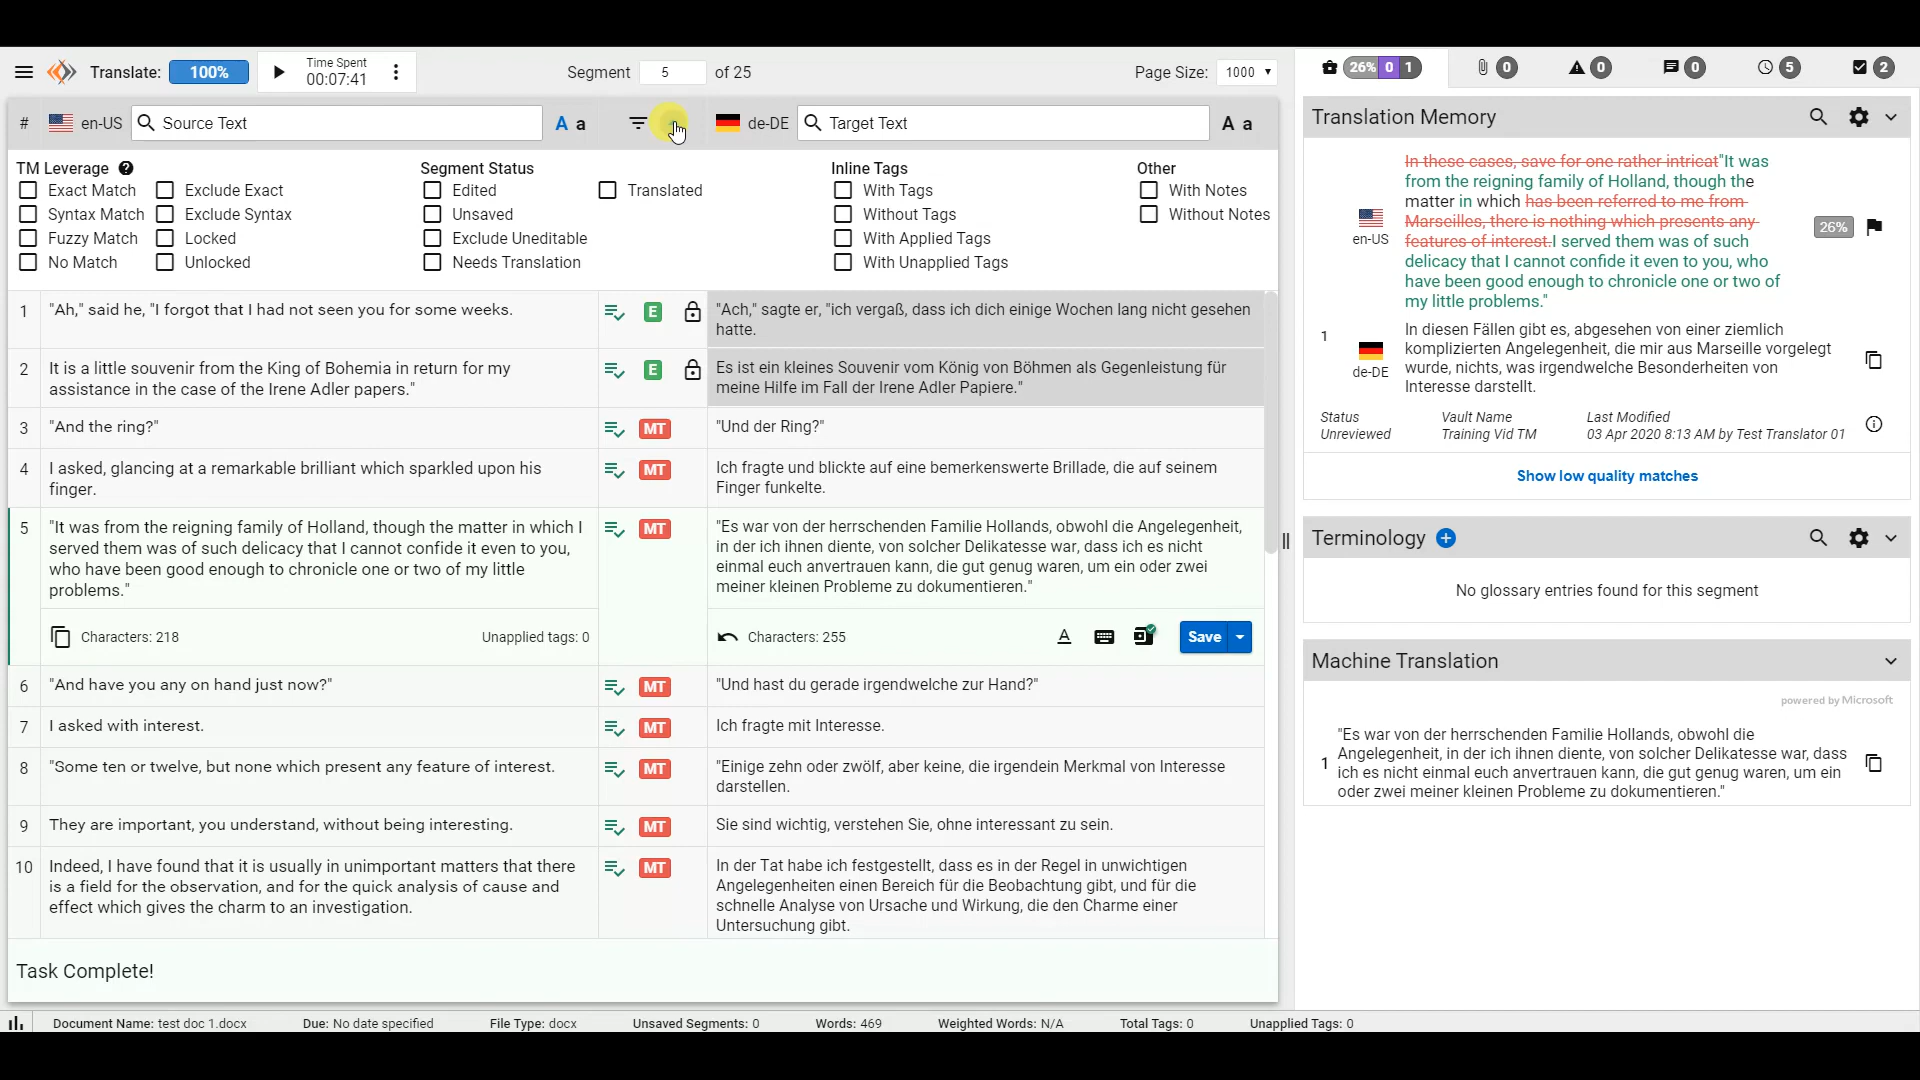 Translate: 100% Time Spent
00:07:41
Segment 5 of 25 Page Size: 1000
# en-US Source Text A a de-DE Target Text A a
TM Leverage Segment Status Inline Tags Other
Exact Match Exclude Exact Edited Translated With Tags With Notes
Syntax Match Exclude Syntax Unsaved Without Tags Without Notes
Fuzzy Match Locked Exclude Uneditable With Applied Tags
No Match Unlocked Needs Translation With Unapplied Tags
1 "Ah," said he, "I forgot that I had not seen you for some weeks. E
"Ach," sagte er, "ich vergaß, dass ich dich einige Wochen lang nicht gesehen
hatte.
2 It is a little souvenir from the King of Bohemia in return for my
assistance in the case of the Irene Adler papers." E
Es ist ein kleines Souvenir vom König von Böhmen als Gegenleistung für
meine Hilfe im Fall der Irene Adler Papiere."
3 "And the ring?" MT "Und der Ring?"
4 I asked, glancing at a remarkable brilliant which sparkled upon his
finger. MT
Ich fragte und blickte auf eine bemerkenswerte Brillade, die auf seinem
Finger funkelte.
5 "It was from the reigning family of Holland, though the matter in which I
served them was of such delicacy that I cannot confide it even to you,
who have been good enough to chronicle one or two of my little
problems." MT
"Es war von der herrschenden Familie Hollands, obwohl die Angelegenheit,
in der ich ihnen diente, von solcher Delikatesse war, dass ich es nicht
einmal euch anvertrauen kann, die gut genug waren, um ein oder zwei
meiner kleinen Probleme zu dokumentieren."
Characters: 218 Unapplied tags: 0 Characters: 255 A Save
6 "And have you any on hand just now?" MT "Und hast du gerade irgendwelche zur Hand?"
7 I asked with interest. MT Ich fragte mit Interesse.
8 "Some ten or twelve, but none which present any feature of interest. MT
"Einige zehn oder zwölf, aber keine, die irgendein Merkmal von Interesse
darstellen.
9 They are important, you understand, without being interesting. MT Sie sind wichtig, verstehen Sie, ohne interessant zu sein.
10 Indeed, I have found that it is usually in unimportant matters that there
is a field for the observation, and for the quick analysis of cause and
effect which gives the charm to an investigation. MT
In der Tat habe ich festgestellt, dass es in der Regel in unwichtigen
Angelegenheiten einen Bereich für die Beobachtung gibt, und für die
schnelle Analyse von Ursache und Wirkung, die den Charme einer
Untersuchung gibt.
Task Complete!
26% 0 1 0 0 0 5 2
Translation Memory
In these cases, save for one rather intricat"It was
from the reigning family of Holland, though the
matter in which has been referred to me from
Marseilles, there is nothing which presents any
features of interest.I served them was of such
delicacy that I cannot confide it even to you, who
have been good enough to chronicle one or two of
my little problems."
en-US 26%
1 de-DE
In diesen Fällen gibt es, abgesehen von einer ziemlich
komplizierten Angelegenheit, die mir aus Marseille vorgelegt
wurde, nichts, was irgendwelche Besonderheiten von
Interesse darstellt.
Status Vault Name Last Modified
Unreviewed Training Vid TM 03 Apr 2020 8:13 AM by Test Translator 01
Show low quality matches
Terminology
No glossary entries found for this segment
Machine Translation
powered by Microsoft
1 "Es war von der herrschenden Familie Hollands, obwohl die
Angelegenheit, in der ich ihnen diente, von solcher Delikatesse war, dass
ich es nicht einmal euch anvertrauen kann, die gut genug waren, um ein
oder zwei meiner kleinen Probleme zu dokumentieren."
Document Name: test doc 1.docx Due: No date specified File Type: docx Unsaved Segments: 0 Words: 469 Weighted Words: N/A Total Tags: 0 Unapplied Tags: 0